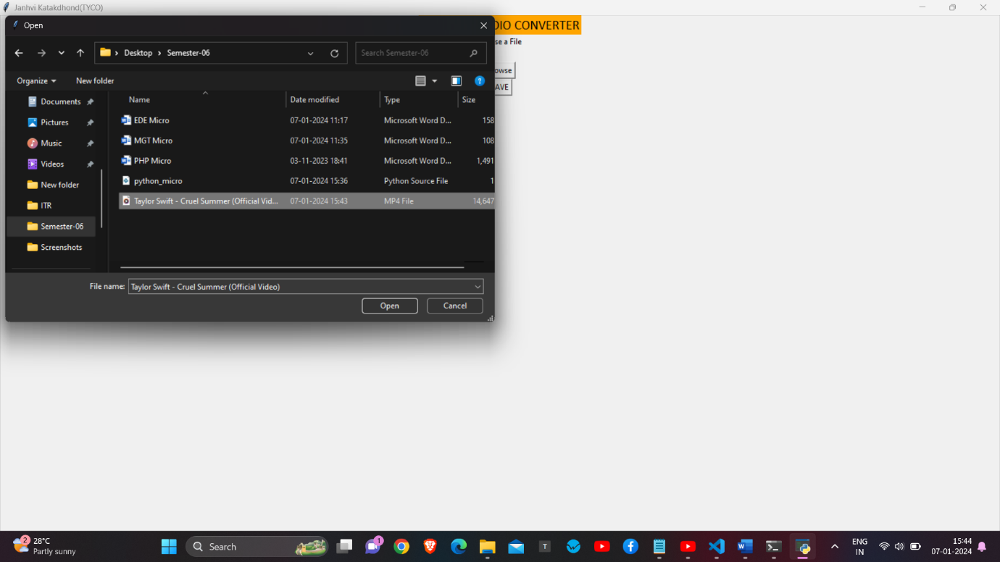 Janhvi Katakdhond(TYCO)
Open
DIO CONVERTER
se a File
Desktop > Semester-06
Search Semester-06
owse
Organize
New folder
AVE
Documents
Pictures
Music
Videos
New folder
ITR
Semester-06
Screenshots
Name Date modified Type Size
EDE Micro 07-01-2024 11:17 Microsoft Word D... 158
MGT Micro 07-01-2024 11:35 Microsoft Word D... 108
PHP Micro 03-11-2023 18:41 Microsoft Word D... 1,491
python_micro 07-01-2024 15:36 Python Source File 1
Taylor Swift - Cruel Summer (Official Vid... 07-01-2024 15:43 MP4 File 14,647
File name: Taylor Swift - Cruel Summer (Official Video)
Open Cancel
2 28°C
Partly sunny
Search
1
T
ENG
IN
15:44
07-01-2024